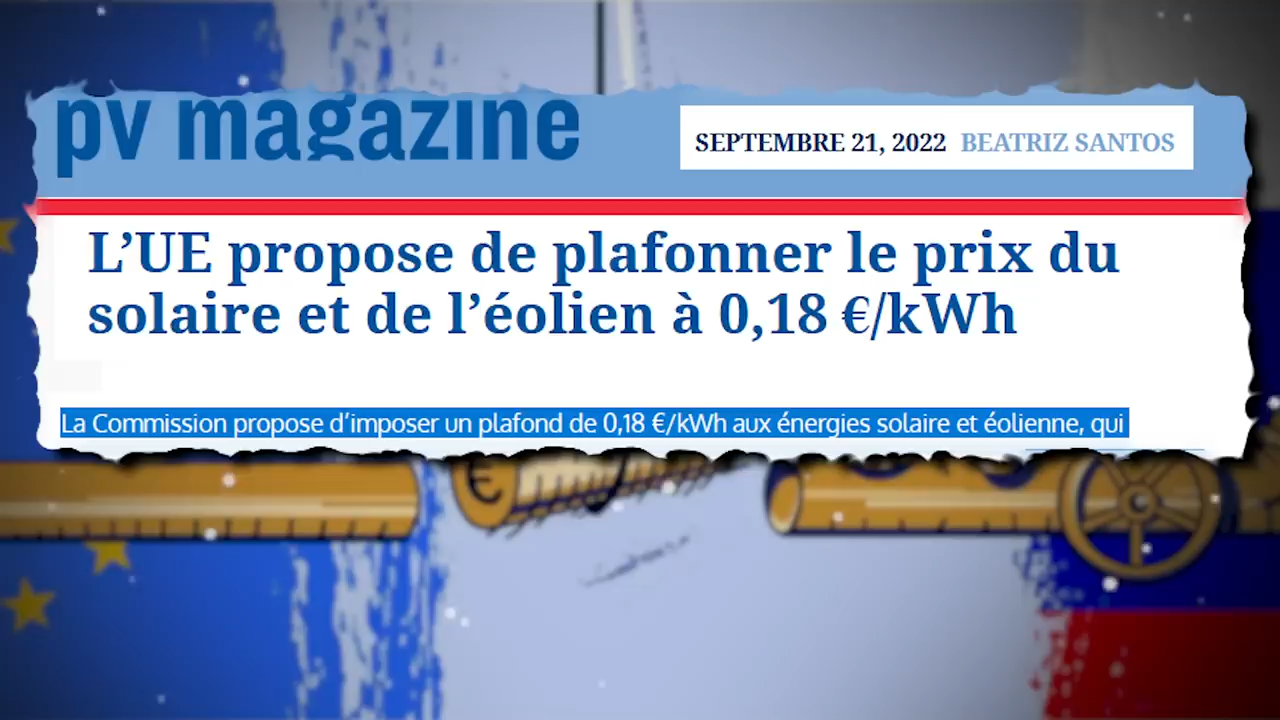 pv magazine
SEPTEMBRE 21, 2022 BEATRIZ SANTOS
L’UE propose de plafonner le prix du
solaire et de l’éolien à 0,18 €/kWh
La Commission propose d’imposer un plafond de 0,18 €/kWh aux énergies solaire et éolienne, qui
€